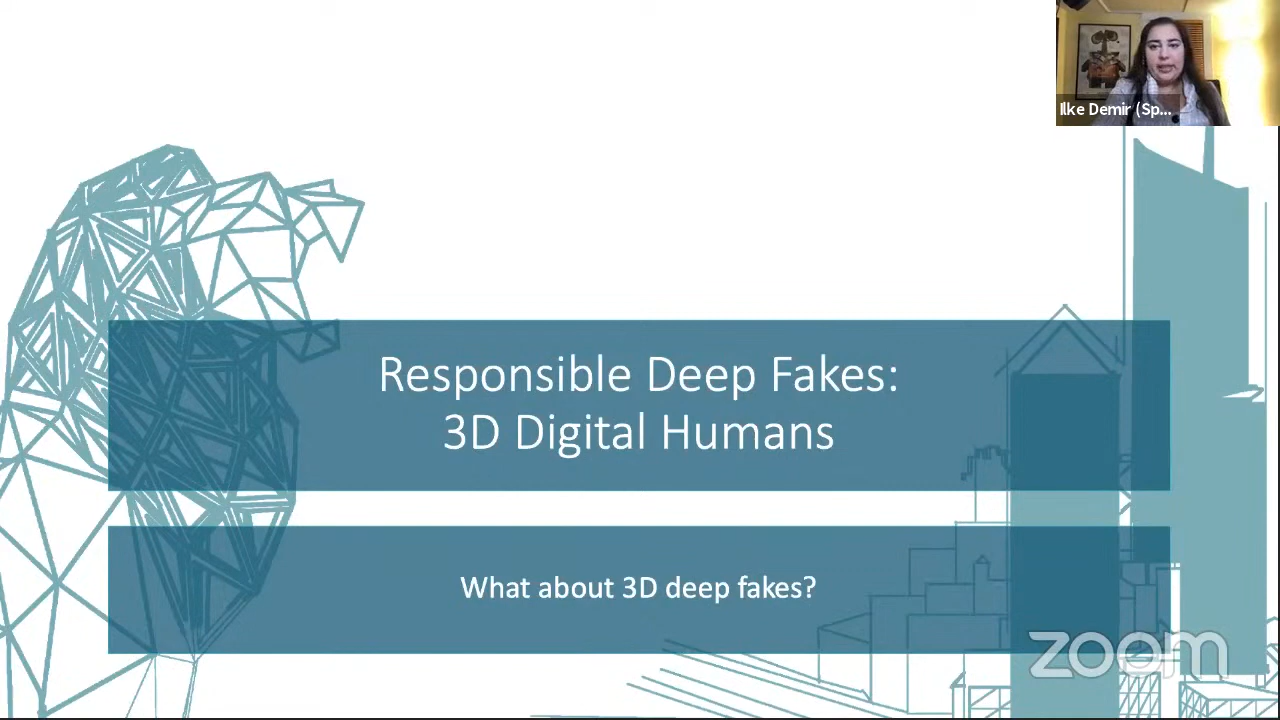 Ilke Demir (Sp...
Responsible Deep Fakes:
3D Digital Humans
What about 3D deep fakes?
zoom